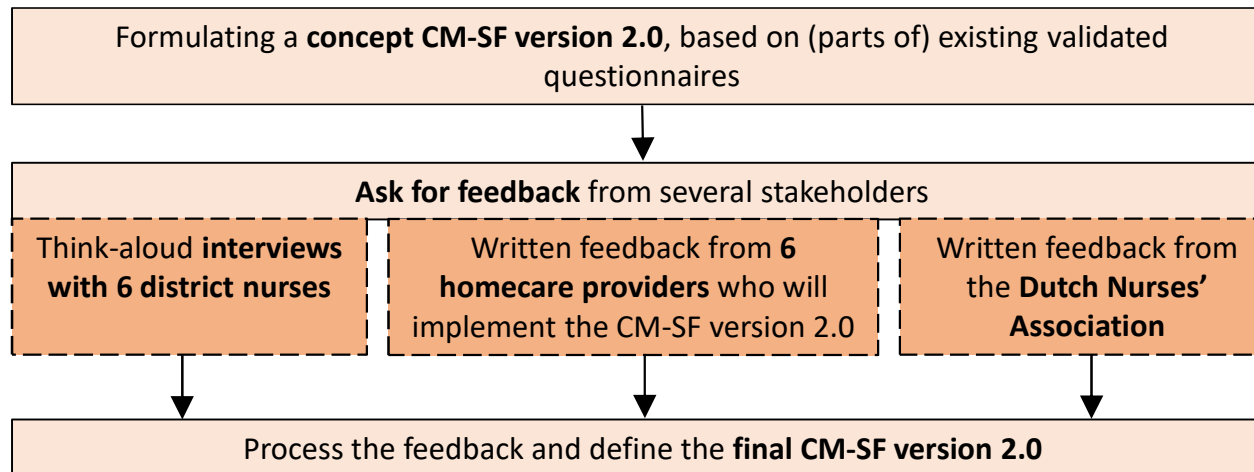 Formulating a concept CM-SF version 2.0, based on (parts of) existing validated
questionnaires
Ask for feedback from several stakeholders
Think-aloud interviews
with 6 district nurses
Written feedback from 6
homecare providers who will
implement the CM-SF version 2.0
Written feedback from
the Dutch Nurses’
Association
Process the feedback and define the final CM-SF version 2.0